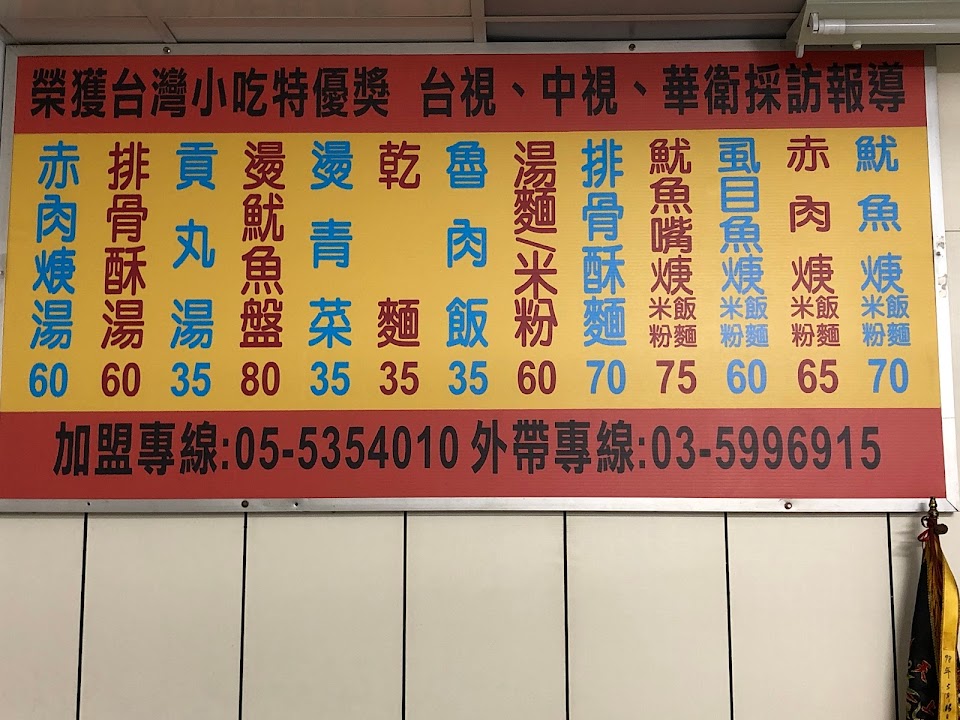 榮獲台灣小吃特優獎 台視、中視、華衛採訪報導
魷魚焿 米粉 飯麵 70
赤肉焿 米粉 飯麵 65
虱目魚焿 米粉 飯麵 60
魷魚嘴焿 米粉 飯麵 75
排骨酥麵 70
湯麵/米粉 60
魯肉飯 35
乾麵 35
燙青菜 35
燙魷魚盤 80
貢丸湯 35
排骨酥湯 60
赤肉焿湯 60
加盟專線:05-5354010 外帶專線:03-5996915